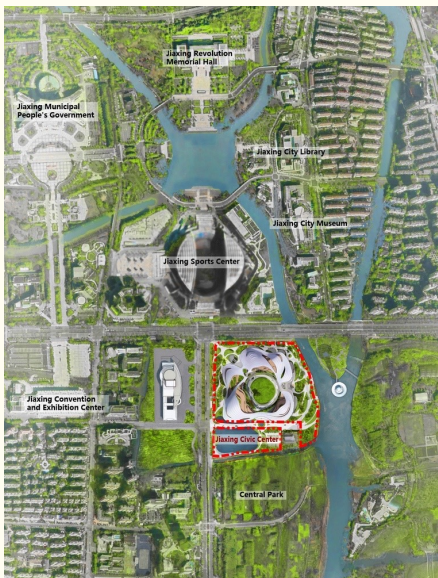 Jiaxing Revolution
Memorial Hall
Jiaxing Municipal
People's Government
Jiaxing City Library
Jiaxing City Museum
Jiaxing Sports Center
Jiaxing Convention
and Exhibition Center
Jiaxing Civic Center
Central Park